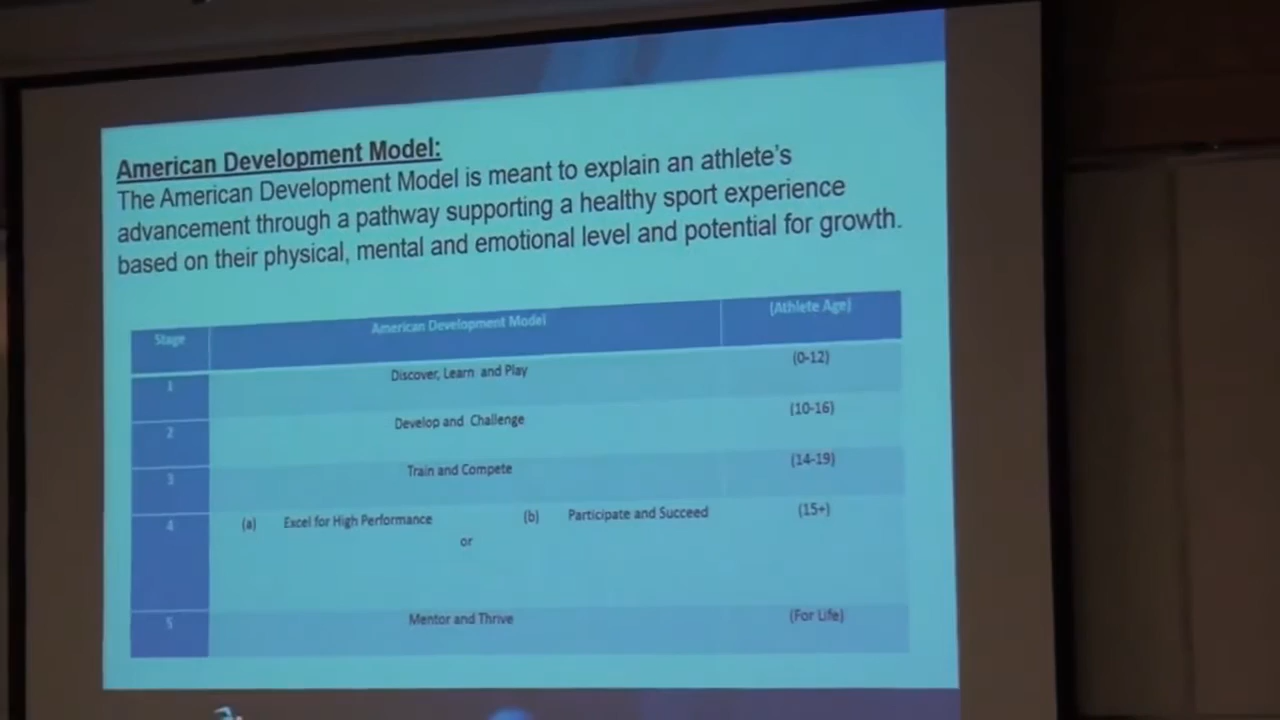 American Development Model:
The American Development Model is meant to explain an athlete's
advancement through a pathway supporting a healthy sport experience
based on their physical, mental and emotional level and potential for growth.
Stage American Development Model (Athlete Age)
1 Discover, Learn and Play (0-12)
2 Develop and Challenge (10-16)
3 Train and Compete (14-19)
4 (a) Excel for High Performance (b) Participate and Succeed (15+)
or
5 Mentor and Thrive (For Life)